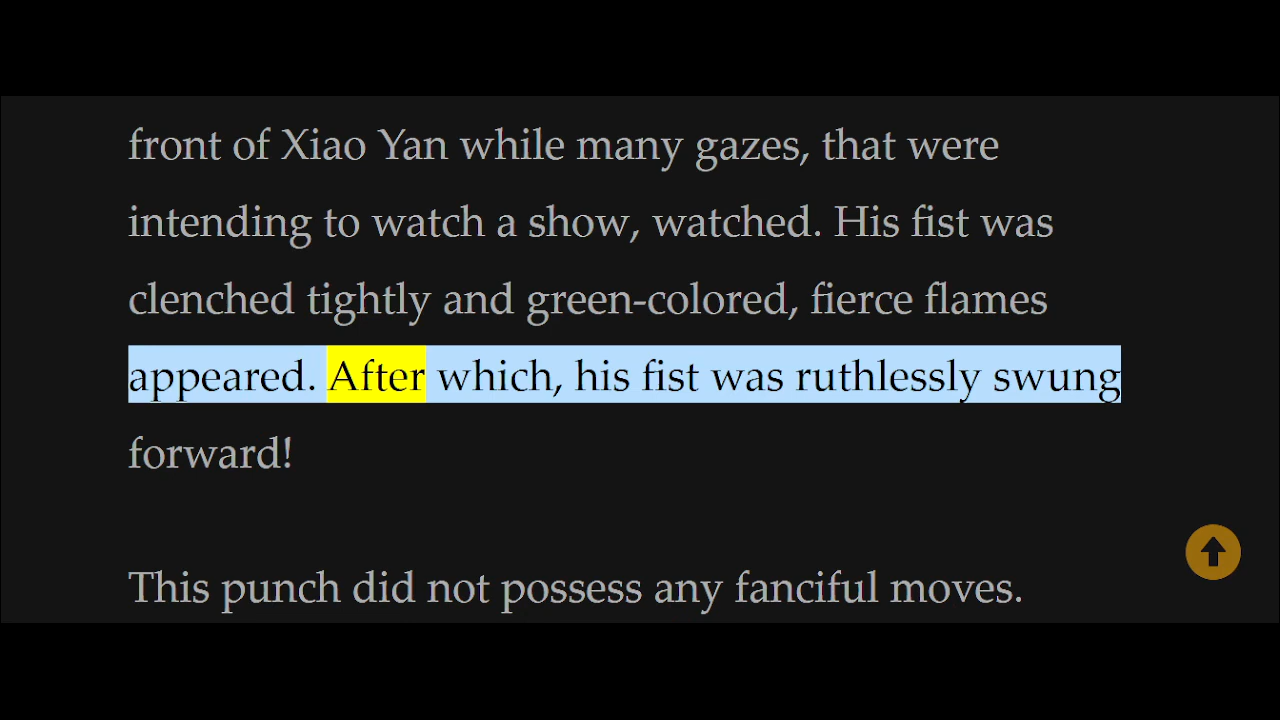 front of Xiao Yan while many gazes, that were
intending to watch a show, watched. His fist was
clenched tightly and green-colored, fierce flames
appeared. After which, his fist was ruthlessly swung
forward!
This punch did not possess any fanciful moves.